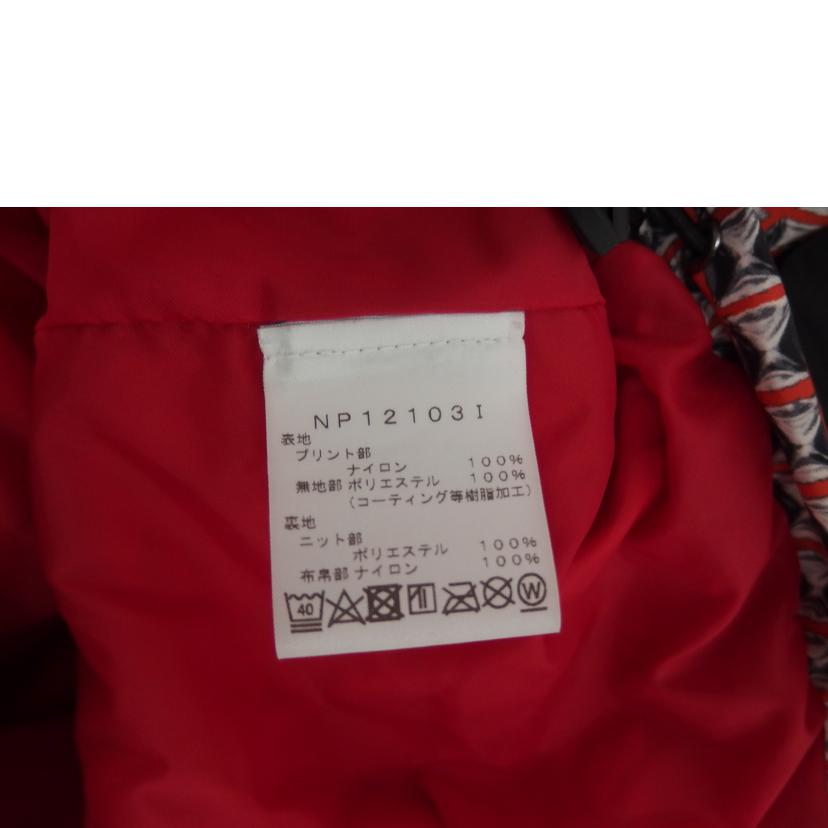 NP12103I
表地
プリント部
ナイロン 100%
無地部 ポリエステル 100%
(コーティング等樹脂加工)
裏地
ニット部
ポリエステル 100%
布帛部 ナイロン 100%
40 W